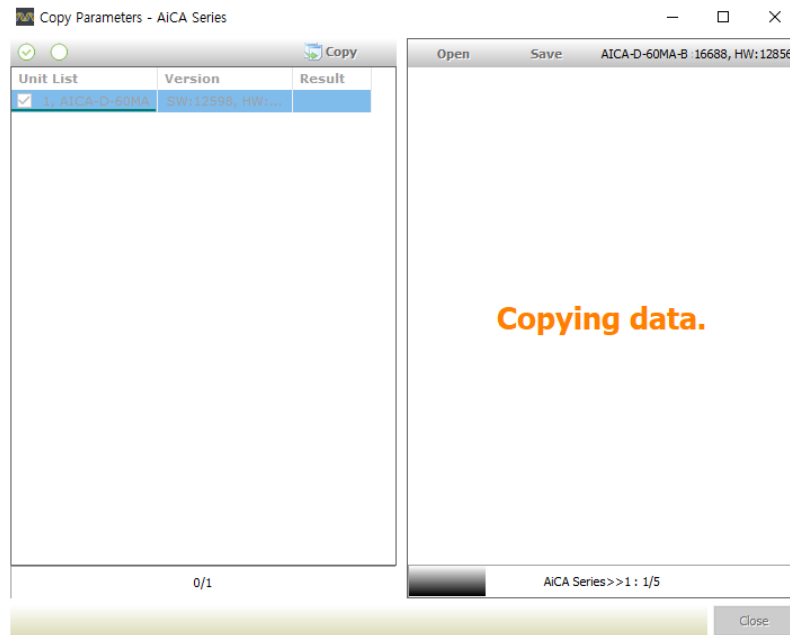 Copy Parameters - AiCA Series
Copy
Open Save AICA-D-60MA-B 16688, HW:12856
Unit List Version Result
1. AICA-D-60MA SW:12598, HW:...
Copying data.
0/1
AiCA Series>>1 : 1/5
Close